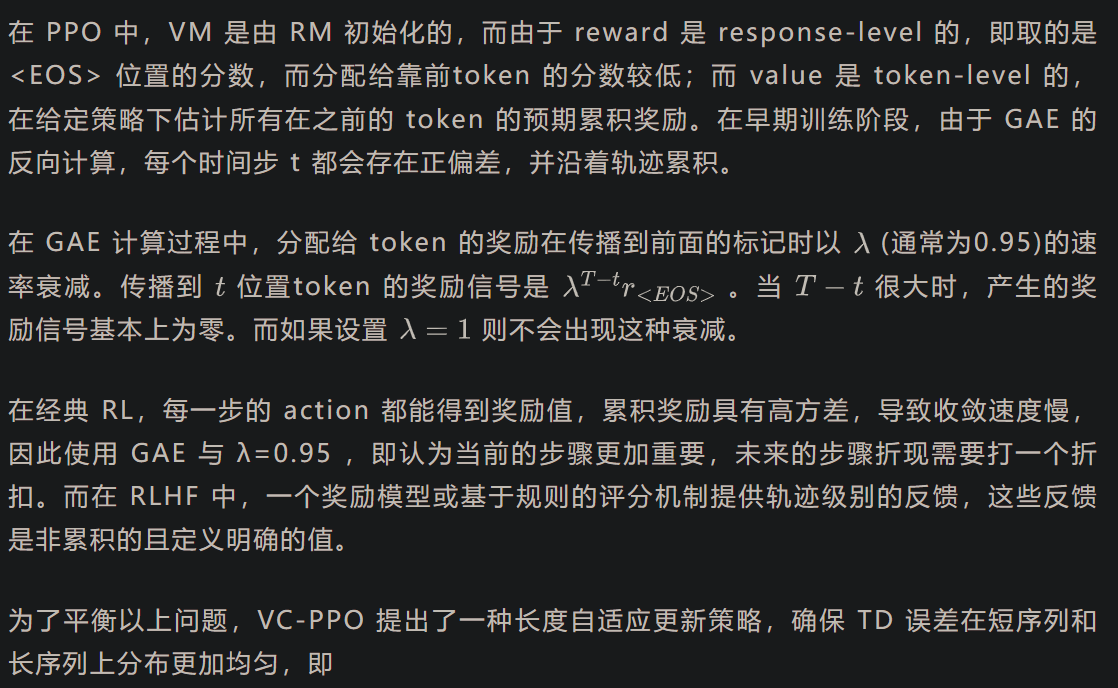 在 PPO 中，VM 是由 RM 初始化的，而由于 reward 是 response-level 的，即取的是
<EOS> 位置的分数，而分配给靠前token 的分数较低；而 value 是 token-level 的，
在给定策略下估计所有在之前的 token 的预期累积奖励。在早期训练阶段，由于 GAE 的
反向计算，每个时间步 t 都会存在正偏差，并沿着轨迹累积。
在 GAE 计算过程中，分配给 token 的奖励在传播到前面的标记时以 λ (通常为0.95)的速
率衰减。传播到 t 位置token 的奖励信号是 λ^{T−t}r_{<EOS>} 。当 T − t 很大时，产生的奖
励信号基本上为零。而如果设置 λ = 1 则不会出现这种衰减。
在经典 RL，每一步的 action 都能得到奖励值，累积奖励具有高方差，导致收敛速度慢，
因此使用 GAE 与 λ=0.95 ，即认为当前的步骤更加重要，未来的步骤折现需要打一个折
扣。而在 RLHF 中，一个奖励模型或基于规则的评分机制提供轨迹级别的反馈，这些反馈
是非累积的且定义明确的值。
为了平衡以上问题，VC-PPO 提出了一种长度自适应更新策略，确保 TD 误差在短序列和
长序列上分布更加均匀，即